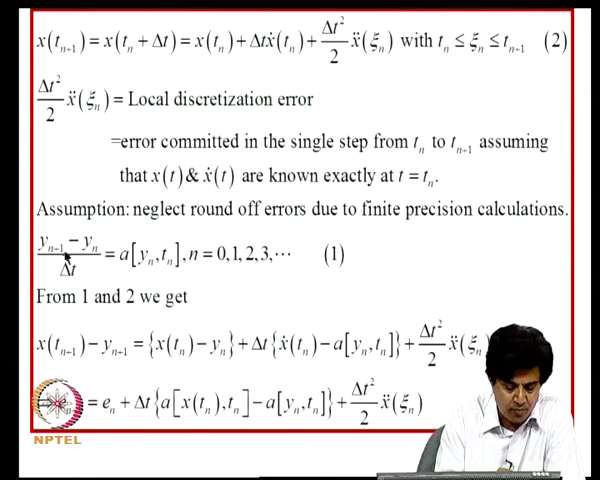 x(t_{n+1}) = x(t_n + Δt) = x(t_n) + Δtẋ(t_n) + Δt²/2 ẍ(ξ_n) with t_n ≤ ξ_n ≤ t_{n+1} (2)
Δt²/2 ẍ(ξ_n) = Local discretization error
=error committed in the single step from t_n to t_{n+1} assuming
that x(t) & ẋ(t) are known exactly at t = t_n.
Assumption: neglect round off errors due to finite precision calculations.
(y_{n+1} − y_n)/Δt = a[y_n, t_n], n = 0,1,2,3,⋯ (1)
From 1 and 2 we get
x(t_{n+1}) − y_{n+1} = {x(t_n) − y_n} + Δt{ẋ(t_n) − a[y_n, t_n]} + Δt²/2 ẍ(ξ_n)
= e_n + Δt{a[x(t_n), t_n] − a[y_n, t_n]} + Δt²/2 ẍ(ξ_n)
NPTEL